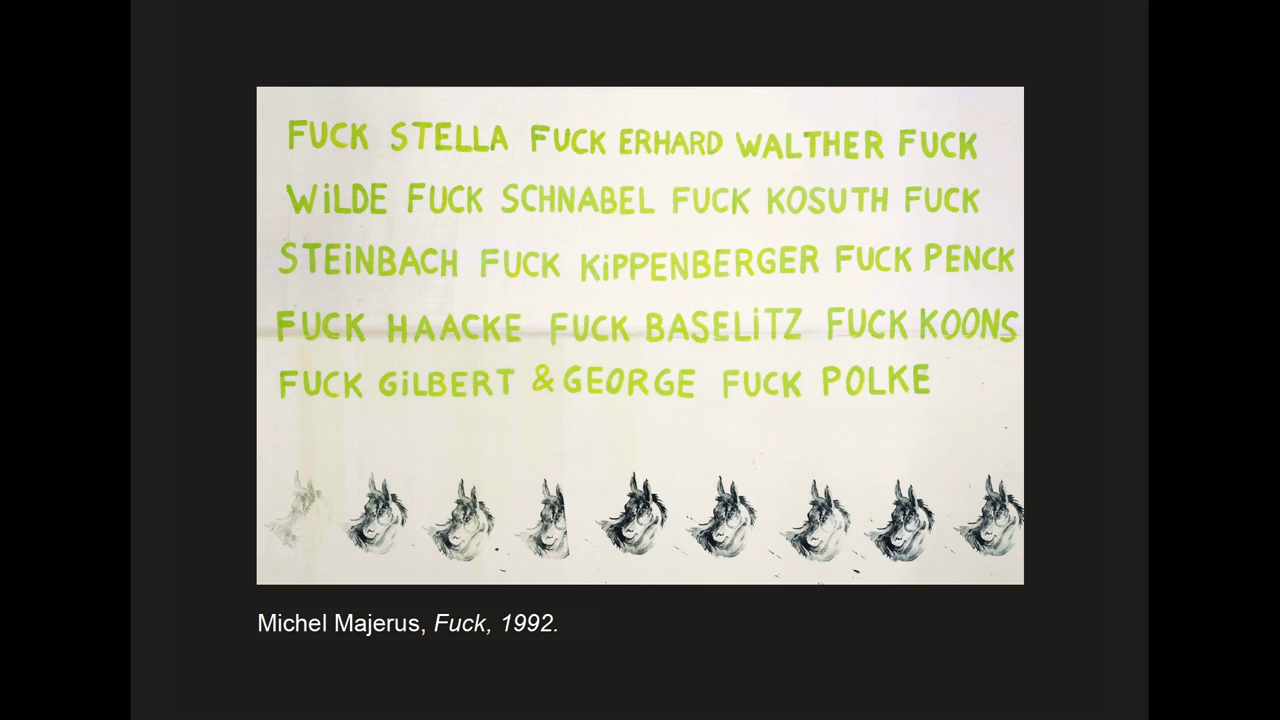 FUCK STELLA FUCK ERHARD WALTHER FUCK
WiLDE FUCK SCHNABEL FUCK KOSUTH FUCK
STEiNBACH FUCK KiPPENBERGER FUCK PENCK
FUCK HAACKE FUCK BASELiTZ FUCK KOONS
FUCK GiLBERT & GEORGE FUCK POLKE
Michel Majerus, Fuck, 1992.